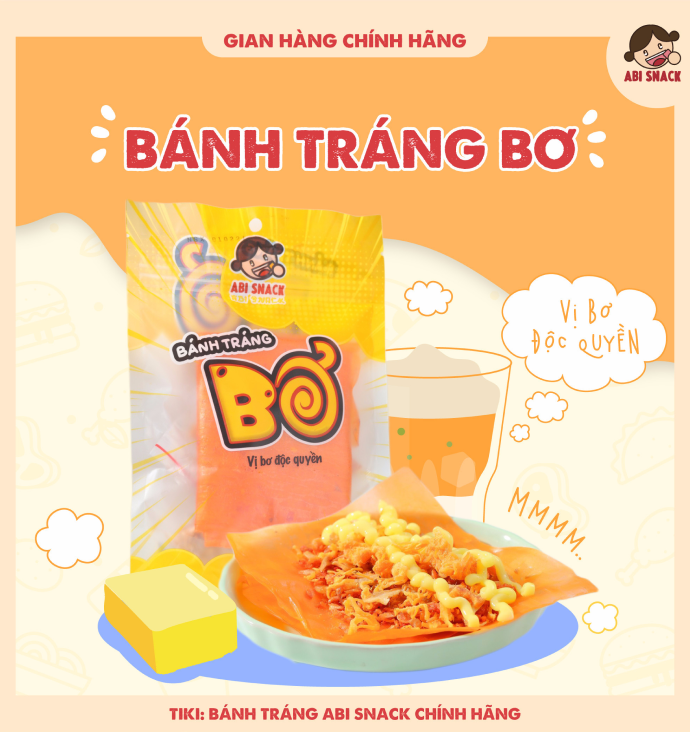 GIAN HÀNG CHÍNH HÃNG
ABI SNACK
BÁNH TRÁNG BƠ
ABI SNACK
BÁNH TRÁNG
BƠ
Vị bơ độc quyền
Vị Bơ
Độc QUYỀN
MMMM..
TIKI: BÁNH TRÁNG ABI SNACK CHÍNH HÃNG